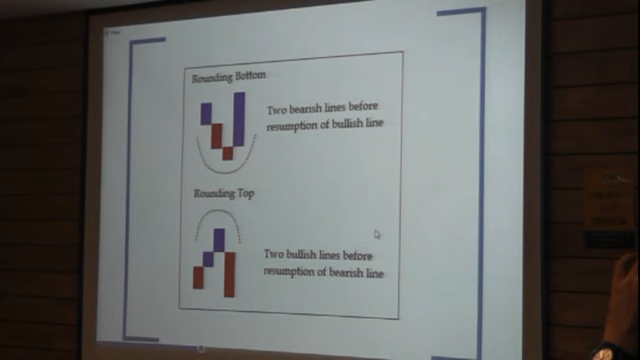 Rounding Bottom
Two bearish lines before
resumption of bullish line
Rounding Top
Two bullish lines before
resumption of bearish line